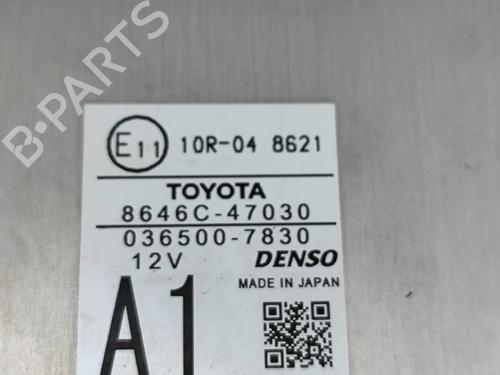 E11 10R-04 8621
TOYOTA
8646C-47030
036500-7830
12V DENSO
MADE IN JAPAN
A1
B-PARTS